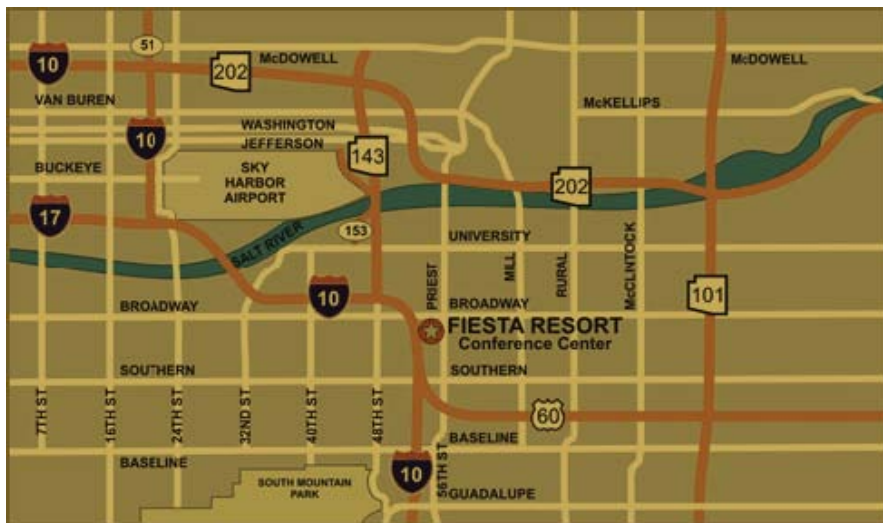 51
10
McDOWELL
McDOWELL
202
VAN BUREN
McKELLIPS
WASHINGTON
10
JEFFERSON
143
BUCKEYE
SKY
HARBOR
AIRPORT
202
17
153
UNIVERSITY
SALT RIVER
PRIEST
MILL
RURAL
McCLINTOCK
10
101
BROADWAY
BROADWAY
FIESTA RESORT
Conference Center
SOUTHERN
SOUTHERN
7TH ST
16TH ST
24TH ST
32ND ST
40TH ST
48TH ST
60
BASELINE
BASELINE
10
56TH ST
SOUTH MOUNTAIN
PARK
GUADALUPE